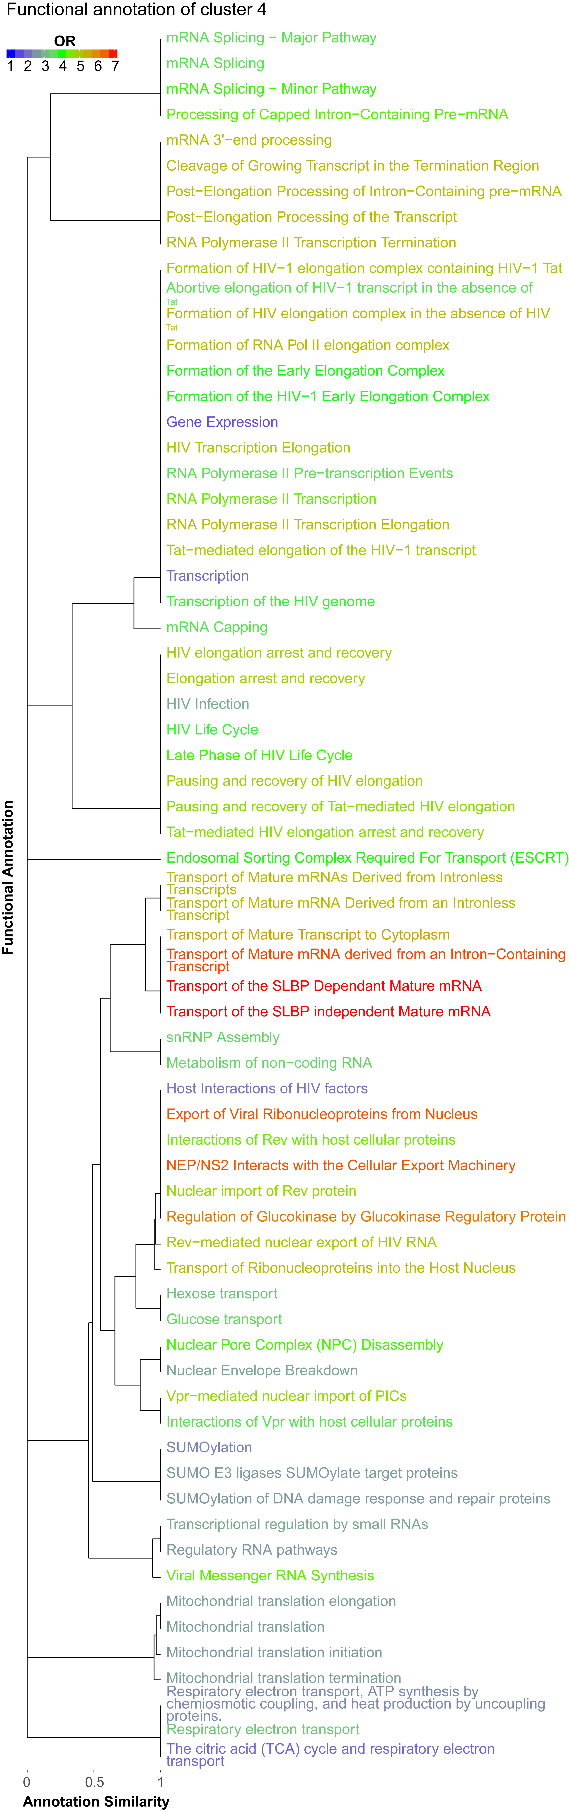 Functional annotation of cluster 4
OR
1 2 3 4 5 6 7
mRNA Splicing − Major Pathway
mRNA Splicing
mRNA Splicing − Minor Pathway
Processing of Capped Intron−Containing Pre−mRNA
mRNA 3'−end processing
Cleavage of Growing Transcript in the Termination Region
Post−Elongation Processing of Intron−Containing pre−mRNA
Post−Elongation Processing of the Transcript
RNA Polymerase II Transcription Termination
Formation of HIV−1 elongation complex containing HIV−1 Tat
Abortive elongation of HIV−1 transcript in the absence of
Tat
Formation of HIV elongation complex in the absence of HIV
Tat
Formation of RNA Pol II elongation complex
Formation of the Early Elongation Complex
Formation of the HIV−1 Early Elongation Complex
Gene Expression
HIV Transcription Elongation
RNA Polymerase II Pre−transcription Events
RNA Polymerase II Transcription
RNA Polymerase II Transcription Elongation
Tat−mediated elongation of the HIV−1 transcript
Transcription
Transcription of the HIV genome
mRNA Capping
HIV elongation arrest and recovery
Elongation arrest and recovery
HIV Infection
HIV Life Cycle
Late Phase of HIV Life Cycle
Pausing and recovery of HIV elongation
Pausing and recovery of Tat−mediated HIV elongation
Tat−mediated HIV elongation arrest and recovery
Endosomal Sorting Complex Required For Transport (ESCRT)
Transport of Mature mRNAs Derived from Intronless
Transcripts
Transport of Mature mRNA Derived from an Intronless
Transcript
Transport of Mature Transcript to Cytoplasm
Transport of Mature mRNA derived from an Intron−Containing
Transcript
Transport of the SLBP Dependant Mature mRNA
Transport of the SLBP independent Mature mRNA
snRNP Assembly
Metabolism of non−coding RNA
Host Interactions of HIV factors
Export of Viral Ribonucleoproteins from Nucleus
Interactions of Rev with host cellular proteins
NEP/NS2 Interacts with the Cellular Export Machinery
Nuclear import of Rev protein
Regulation of Glucokinase by Glucokinase Regulatory Protein
Rev−mediated nuclear export of HIV RNA
Transport of Ribonucleoproteins into the Host Nucleus
Hexose transport
Glucose transport
Nuclear Pore Complex (NPC) Disassembly
Nuclear Envelope Breakdown
Vpr−mediated nuclear import of PICs
Interactions of Vpr with host cellular proteins
SUMOylation
SUMO E3 ligases SUMOylate target proteins
SUMOylation of DNA damage response and repair proteins
Transcriptional regulation by small RNAs
Regulatory RNA pathways
Viral Messenger RNA Synthesis
Mitochondrial translation elongation
Mitochondrial translation
Mitochondrial translation initiation
Mitochondrial translation termination
Respiratory electron transport, ATP synthesis by
chemiosmotic coupling, and heat production by uncoupling
proteins.
Respiratory electron transport
The citric acid (TCA) cycle and respiratory electron
transport
Functional Annotation
0 0.5 1
Annotation Similarity